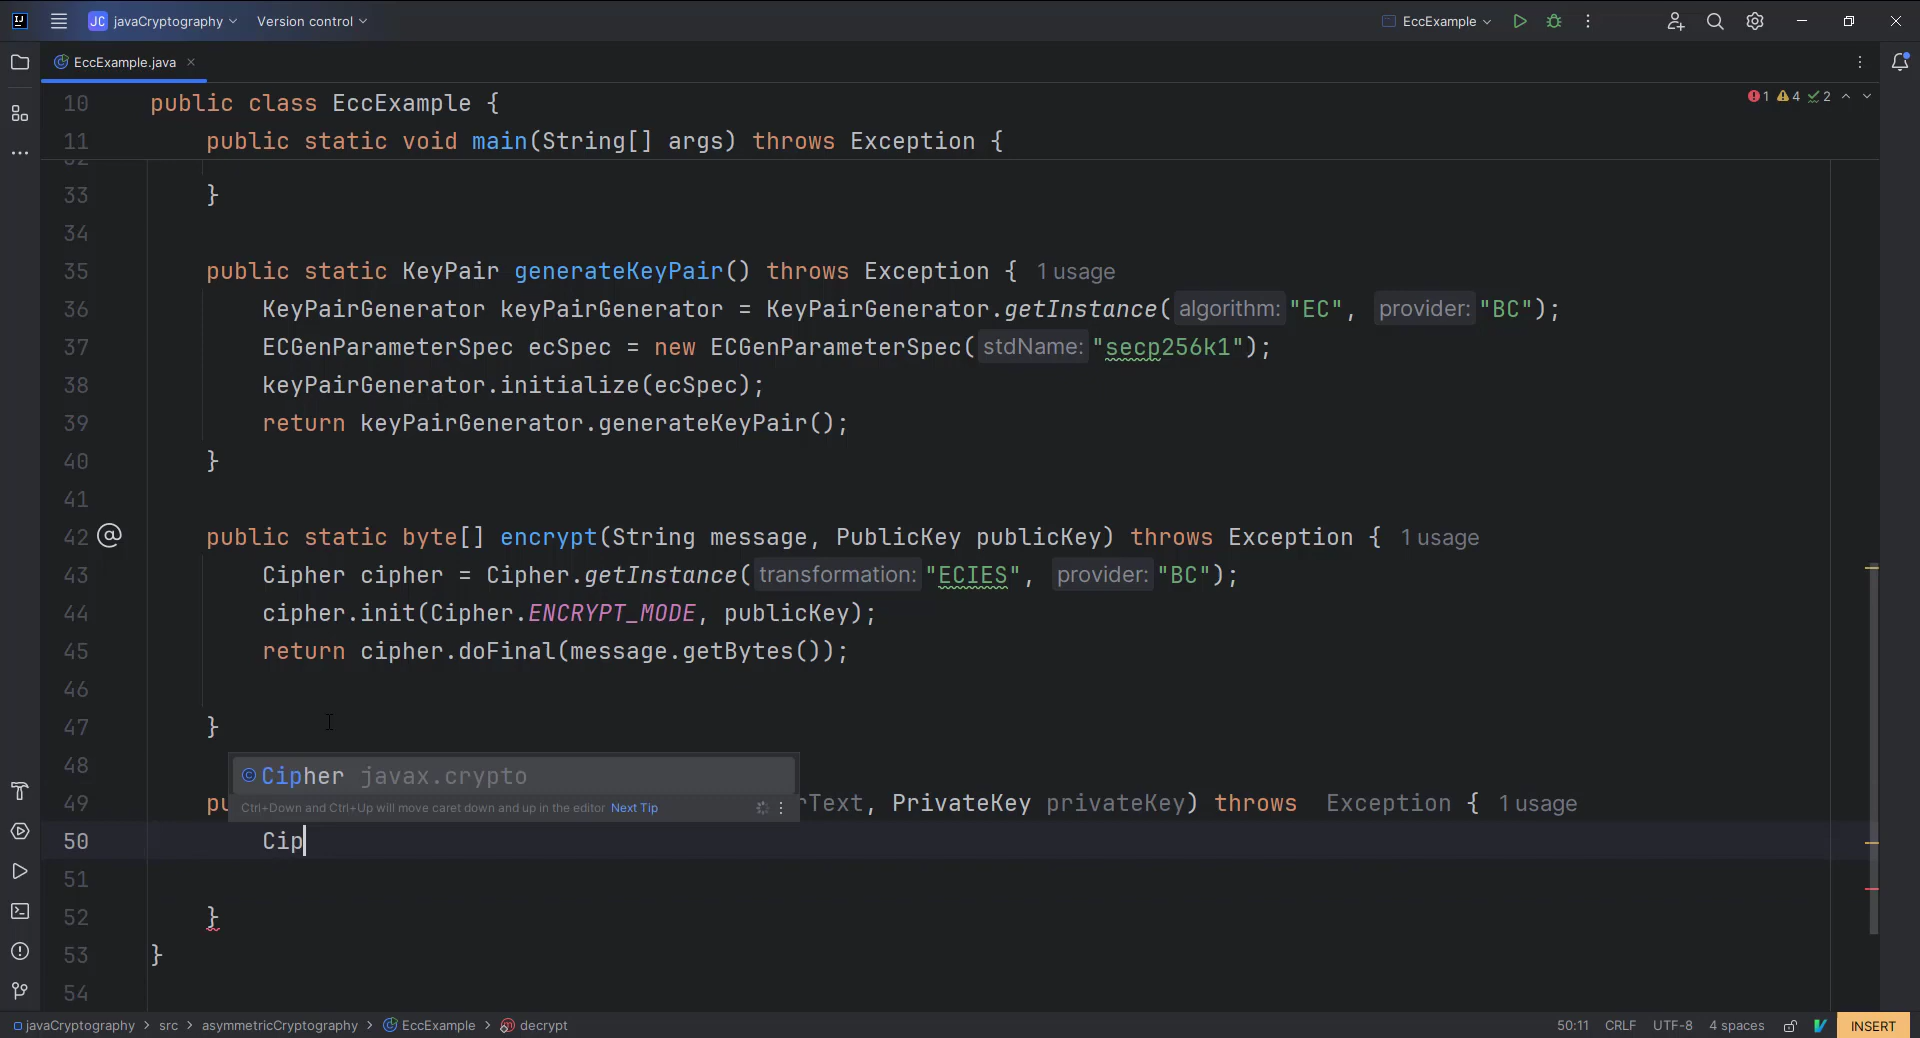 JC javaCryptography Version control EccExample
EccExample.java
10 public class EccExample { 1 4 2
11 public static void main(String[] args) throws Exception {
33 }
34
35 public static KeyPair generateKeyPair() throws Exception { 1 usage
36 KeyPairGenerator keyPairGenerator = KeyPairGenerator.getInstance( algorithm: "EC", provider: "BC");
37 ECGenParameterSpec ecSpec = new ECGenParameterSpec( stdName: "secp256k1");
38 keyPairGenerator.initialize(ecSpec);
39 return keyPairGenerator.generateKeyPair();
40 }
41
42 public static byte[] encrypt(String message, PublicKey publicKey) throws Exception { 1 usage
43 Cipher cipher = Cipher.getInstance( transformation: "ECIES", provider: "BC");
44 cipher.init(Cipher.ENCRYPT_MODE, publicKey);
45 return cipher.doFinal(message.getBytes());
46
47 }
48 Cipher javax.crypto
Ctrl+Down and Ctrl+Up will move caret down and up in the editor Next Tip
49 PrivateKey privateKey) throws Exception { 1 usage
50 Cip
51
52 }
53 }
54
javaCryptography > src > asymmetricCryptography > EccExample > decrypt 50:11 CRLF UTF-8 4 spaces INSERT